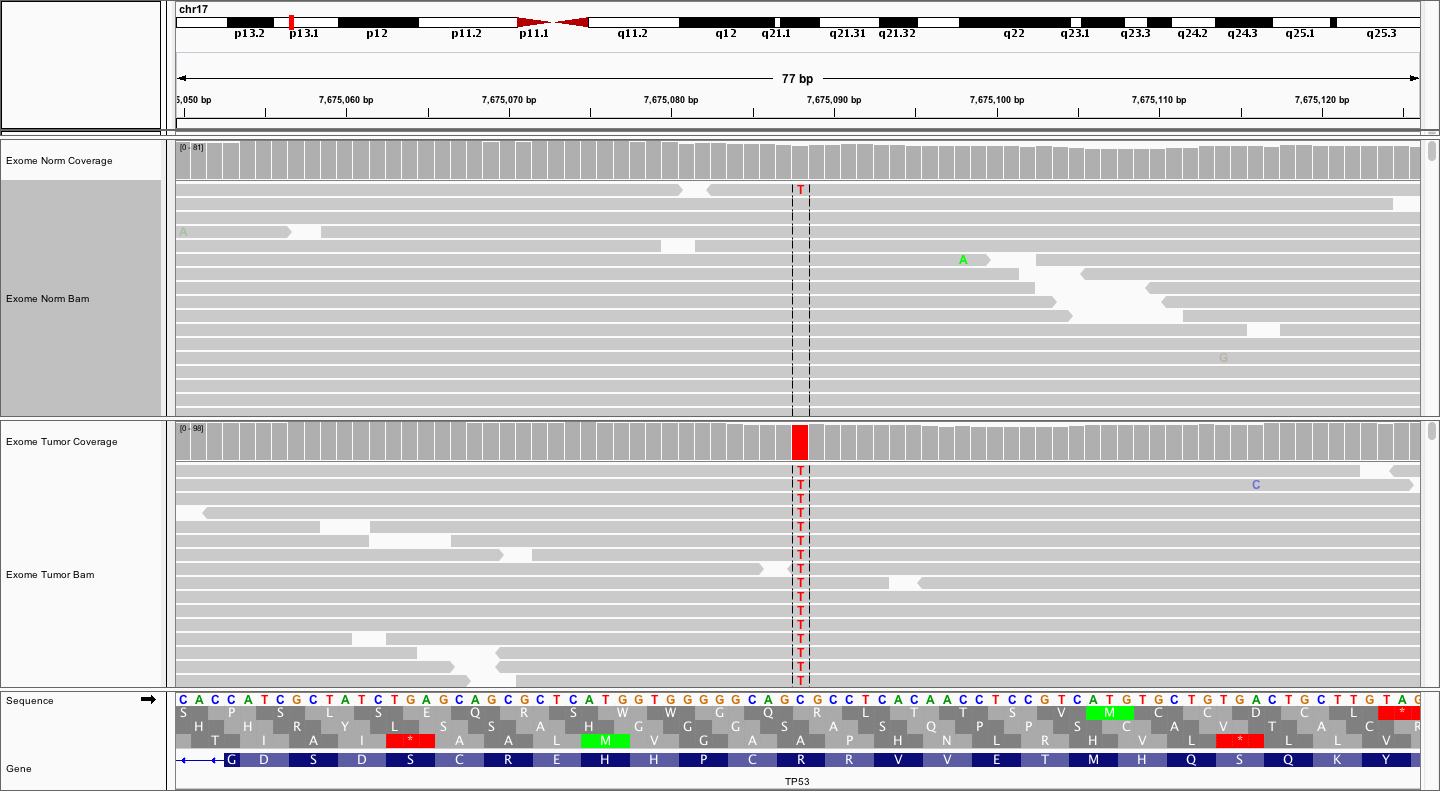 chr17
p13.2 p13.1 p12 p11.2 p11.1 q11.2 q12 q21.1 q21.31 q21.32 q22 q23.1 q23.3 q24.2 q24.3 q25.1 q25.3
77 bp
5,050 bp 7,675,060 bp 7,675,070 bp 7,675,080 bp 7,675,090 bp 7,675,100 bp 7,675,110 bp 7,675,120 bp
Exome Norm Coverage [0 - 81]
T
A
A
Exome Norm Bam
G
Exome Tumor Coverage [0 - 98]
T
T C
T
T
T
T
T
T
Exome Tumor Bam
T
T
T
T
T
T
T
T
Sequence C A C C A T C G C T A T C T G A G C A G C G C T C A T G G T G G G G G C A G C G C C T C A C A A C C T C C G T C A T G T G C T G T G A C T G C T T G T A G
S P S L S E Q R S W W G Q R L T T S V M C C D C L *
H H R Y L S S A H G G G S A S Q P P S C A V T A C R
T I A I * A A L M V G A A P H N L R H V L * L L V
Gene G D S D S C R E H H P C R R V V E T M H Q S Q K Y
TP53